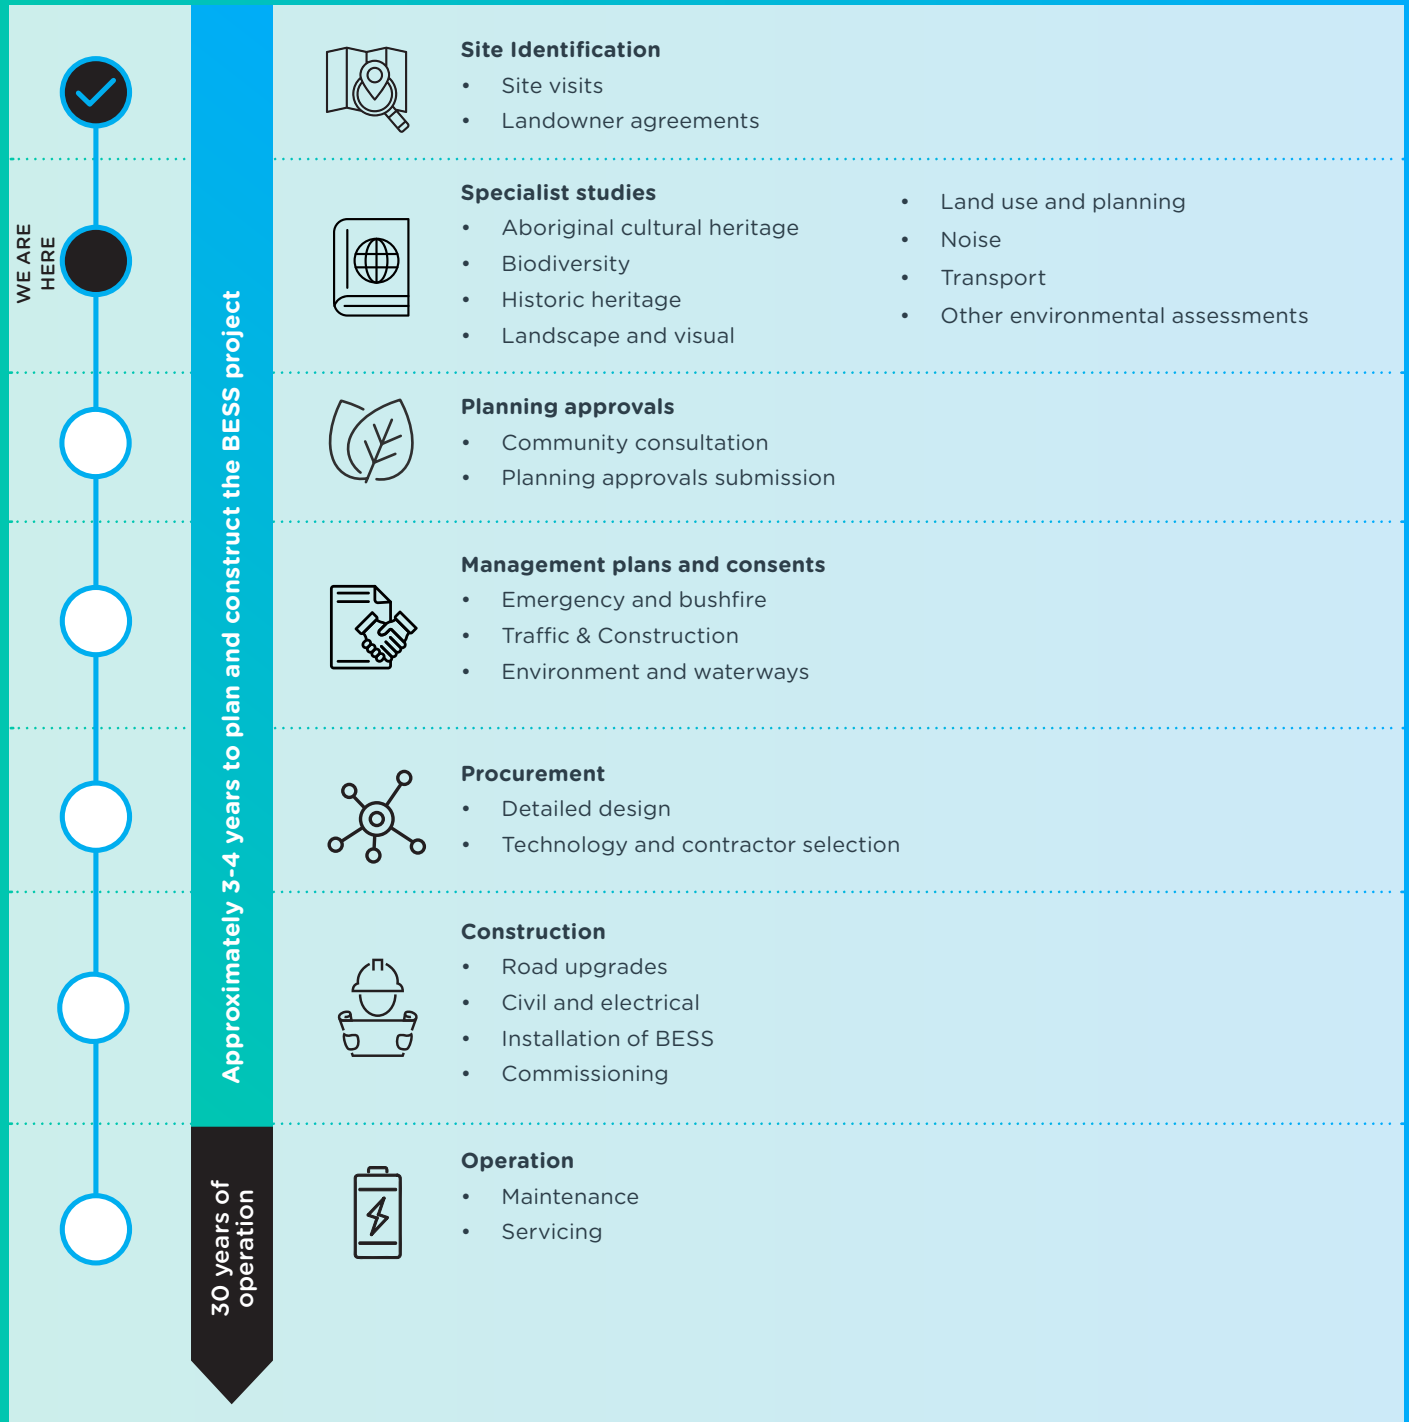 Site Identification
• Site visits
• Landowner agreements
WE ARE
HERE
Specialist studies
• Aboriginal cultural heritage
• Biodiversity
• Historic heritage
• Landscape and visual
• Land use and planning
• Noise
• Transport
• Other environmental assessments
Approximately 3-4 years to plan and construct the BESS project
Planning approvals
• Community consultation
• Planning approvals submission
Management plans and consents
• Emergency and bushfire
• Traffic & Construction
• Environment and waterways
Procurement
• Detailed design
• Technology and contractor selection
Construction
• Road upgrades
• Civil and electrical
• Installation of BESS
• Commissioning
30 years of
operation
Operation
• Maintenance
• Servicing